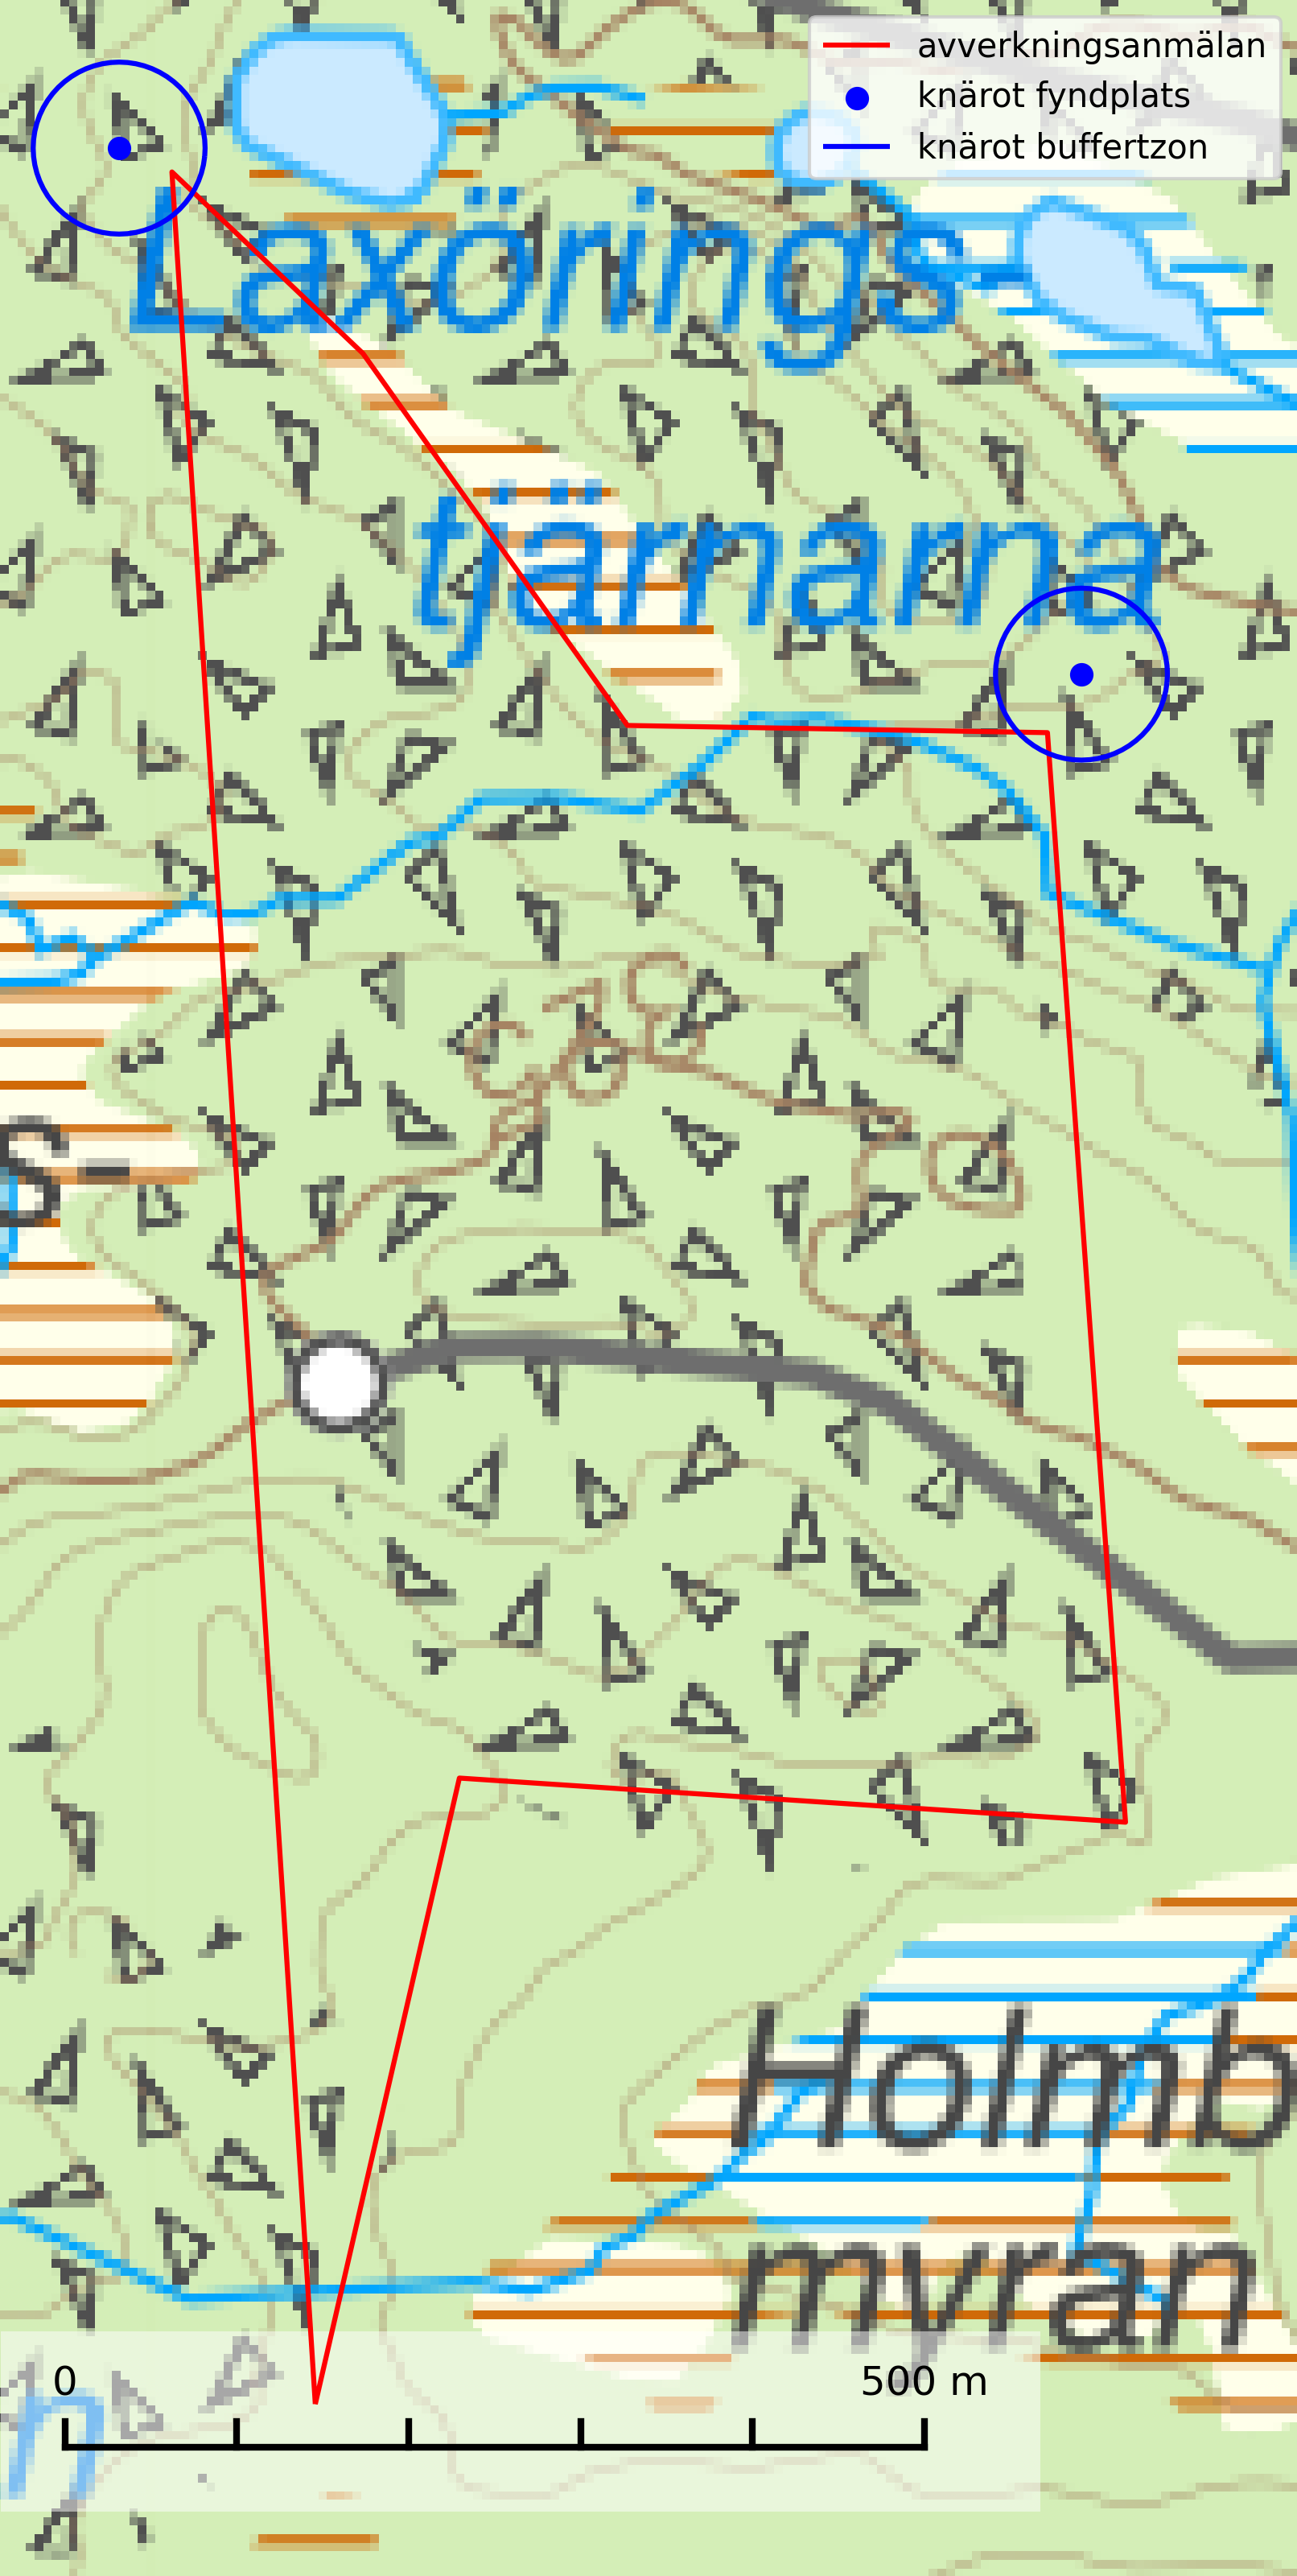 avverkningsanmälan
knärot fyndplats
knärot buffertzon
Laxörings
tjärnarna
S-
Holmb
myran
0 500 m
n